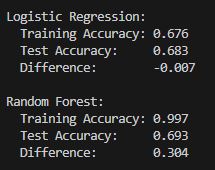 Logistic Regression:
  Training Accuracy: 0.676
  Test Accuracy:     0.683
  Difference:        -0.007

Random Forest:
  Training Accuracy: 0.997
  Test Accuracy:     0.693
  Difference:        0.304